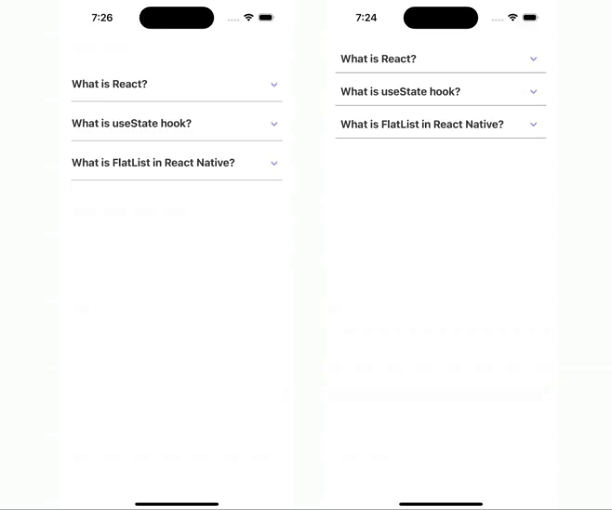 7:26
What is React?
What is useState hook?
What is FlatList in React Native?
7:24
What is React?
What is useState hook?
What is FlatList in React Native?